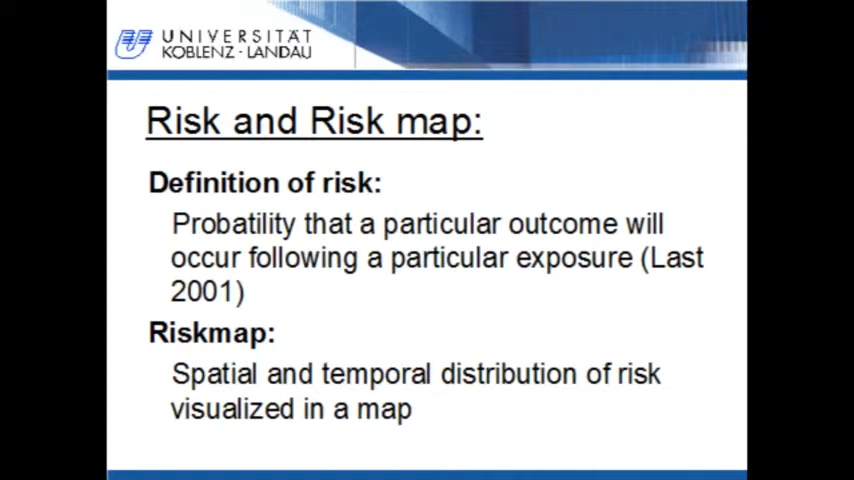 UNIVERSITÄT
KOBLENZ · LANDAU
Risk and Risk map:
Definition of risk:
Probatility that a particular outcome will
occur following a particular exposure (Last
2001)
Riskmap:
Spatial and temporal distribution of risk
visualized in a map